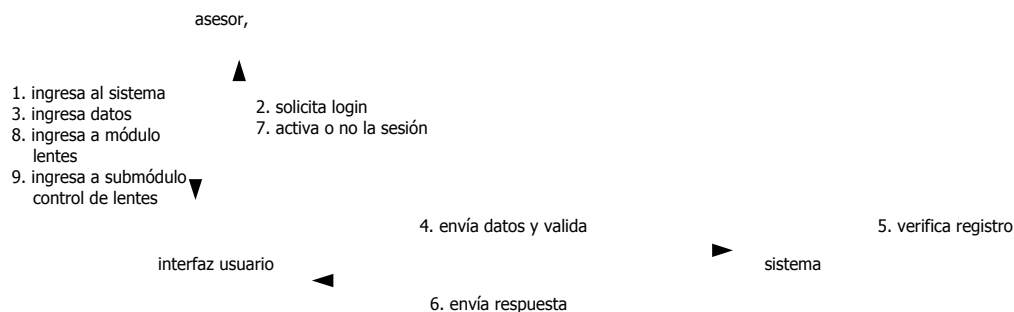 asesor,
1. ingresa al sistema
3. ingresa datos
8. ingresa a módulo
lentes
9. ingresa a submódulo
control de lentes
2. solicita login
7. activa o no la sesión
4. envía datos y valida
5. verifica registro
interfaz usuario
sistema
6. envía respuesta